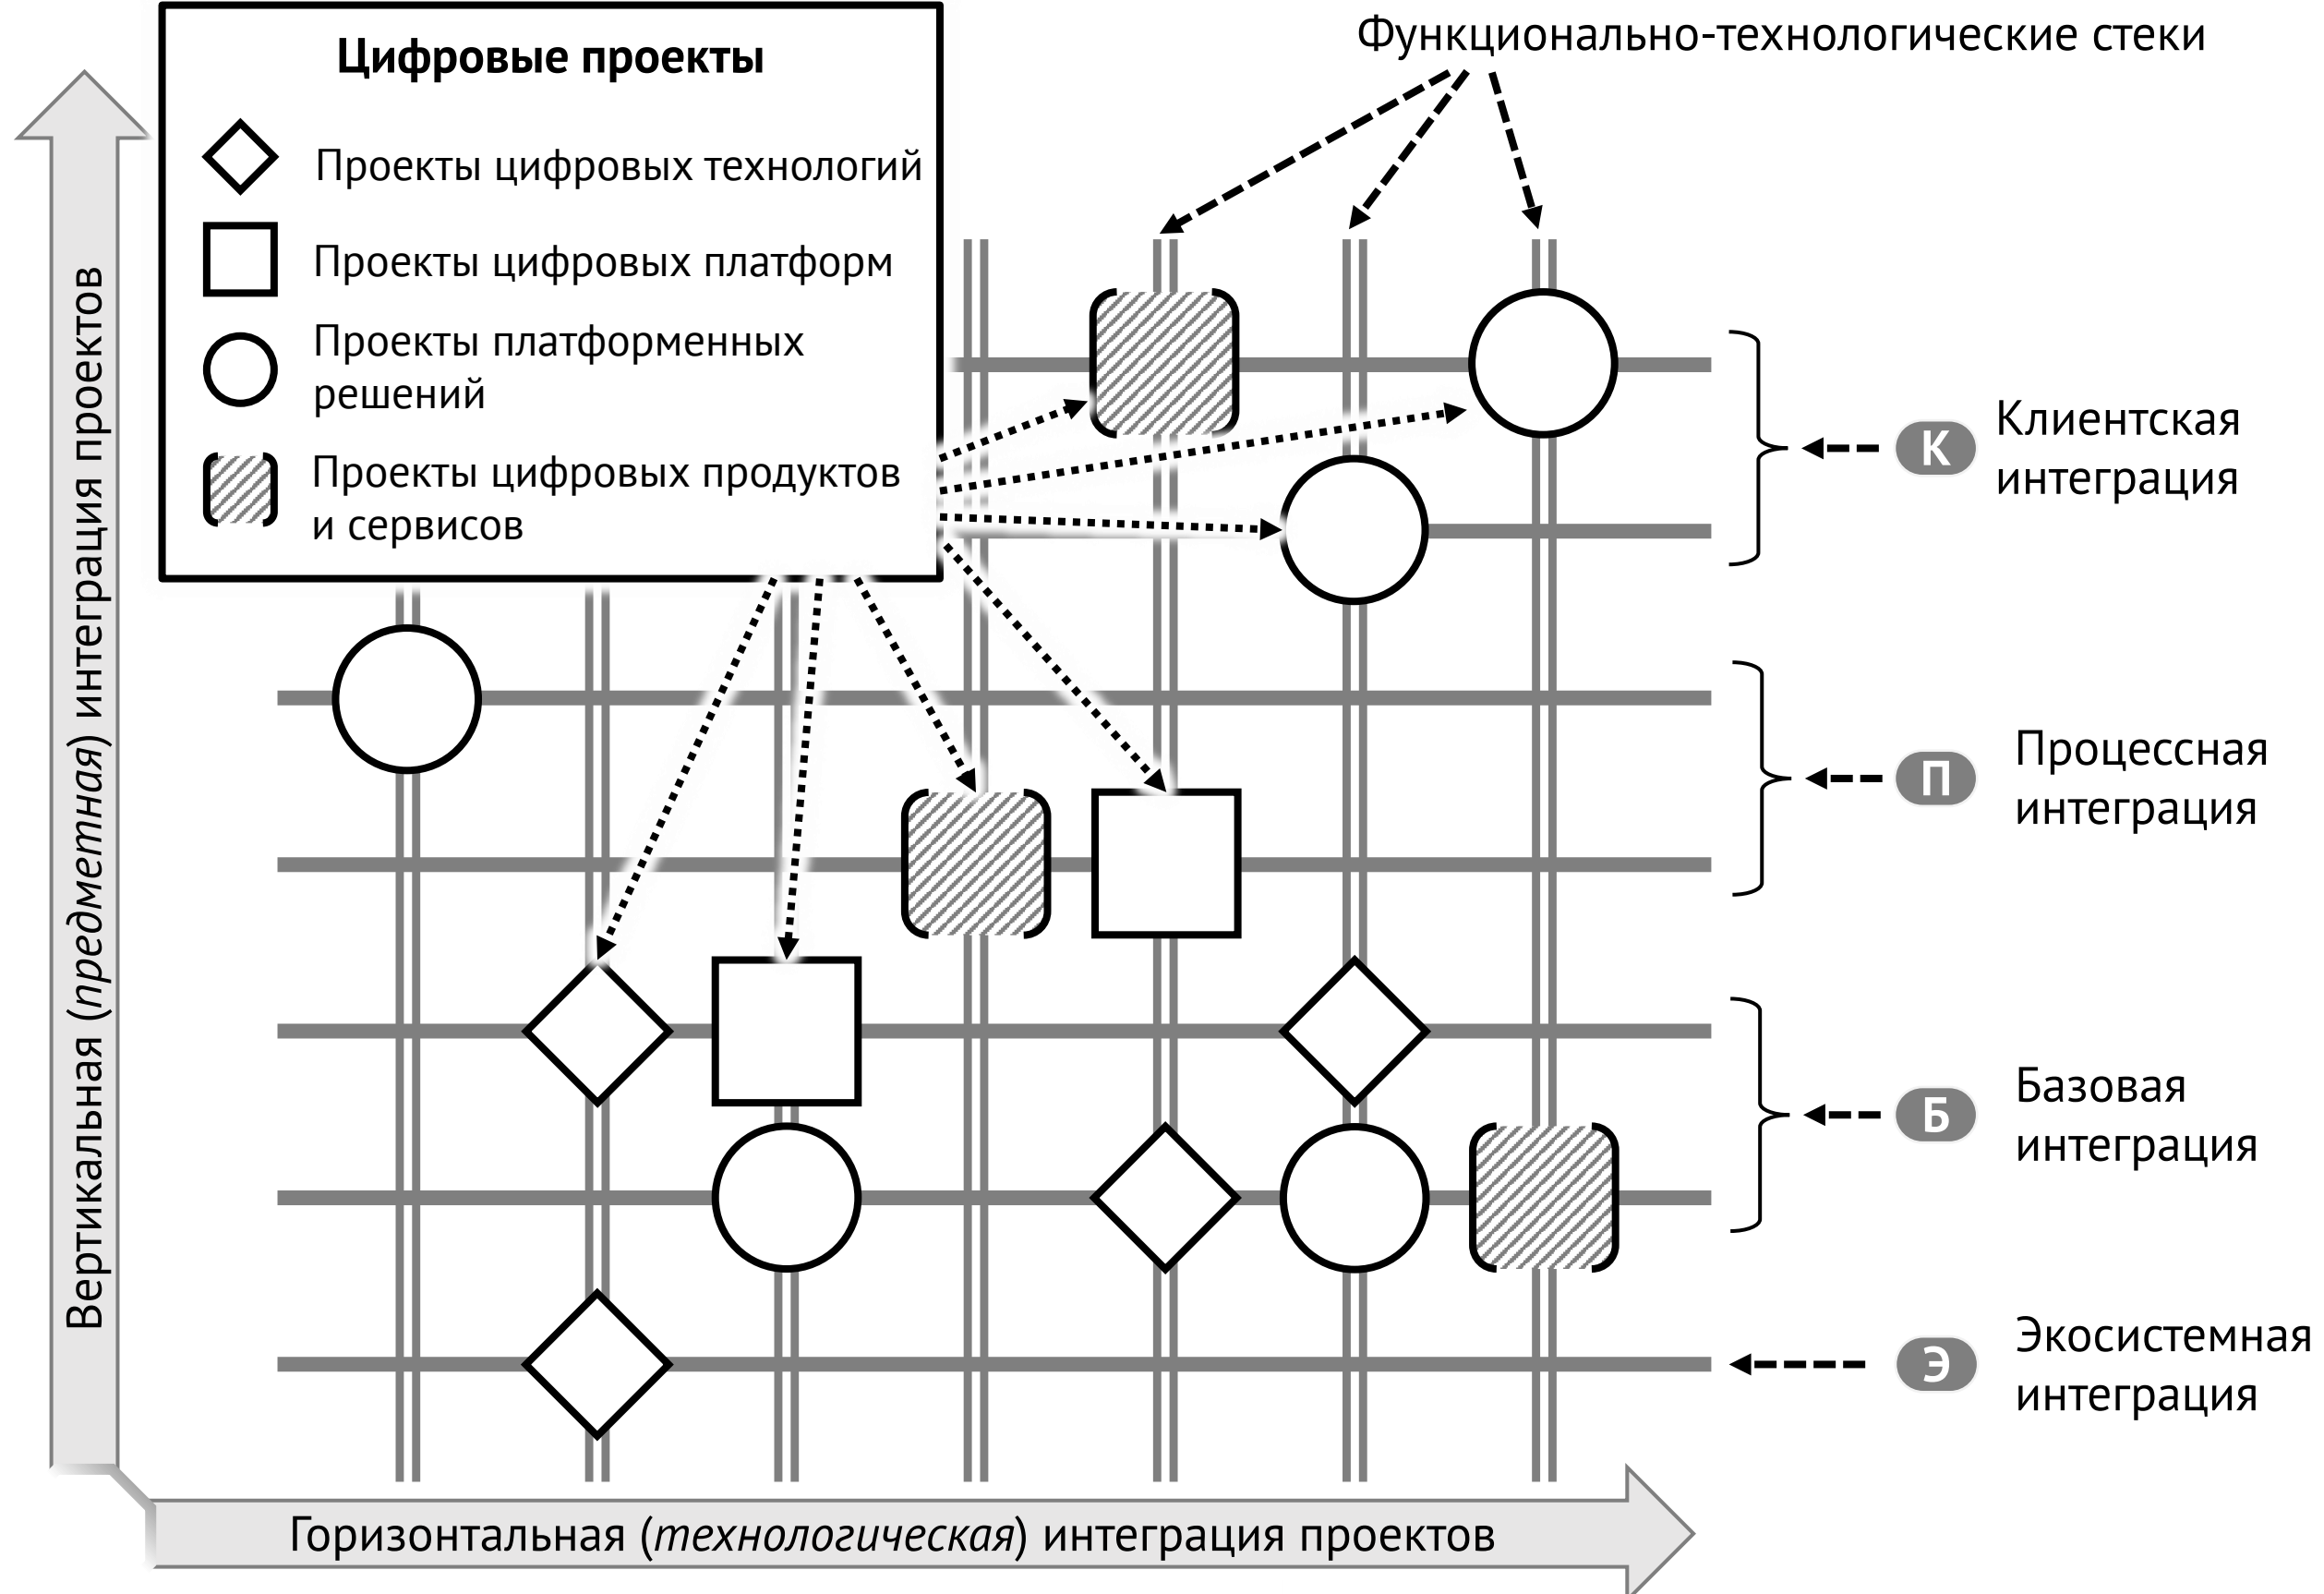 Функционально-технологические стеки
Цифровые проекты
Проекты цифровых технологий
Проекты цифровых платформ
Проекты платформенных
решений
Проекты цифровых продуктов
и сервисов
К
Клиентская
интеграция
П
Процессная
интеграция
Б
Базовая
интеграция
Э
Экосистемная
интеграция
Вертикальная (предметная) интеграция проектов
Горизонтальная (технологическая) интеграция проектов